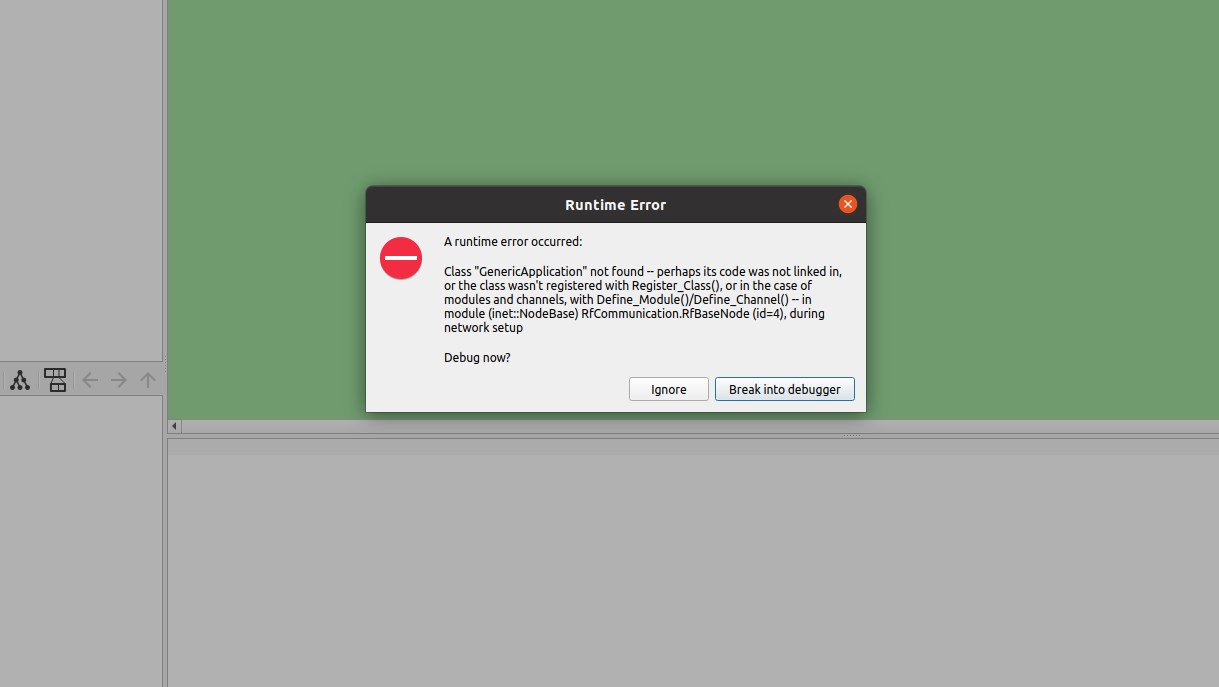 Runtime Error
A runtime error occurred:
Class "GenericApplication" not found -- perhaps its code was not linked in,
or the class wasn't registered with Register_Class(), or in the case of
modules and channels, with Define_Module()/Define_Channel() -- in
module (inet::NodeBase) RfCommunication.RfBaseNode (id=4), during
network setup
Debug now?
Ignore
Break into debugger